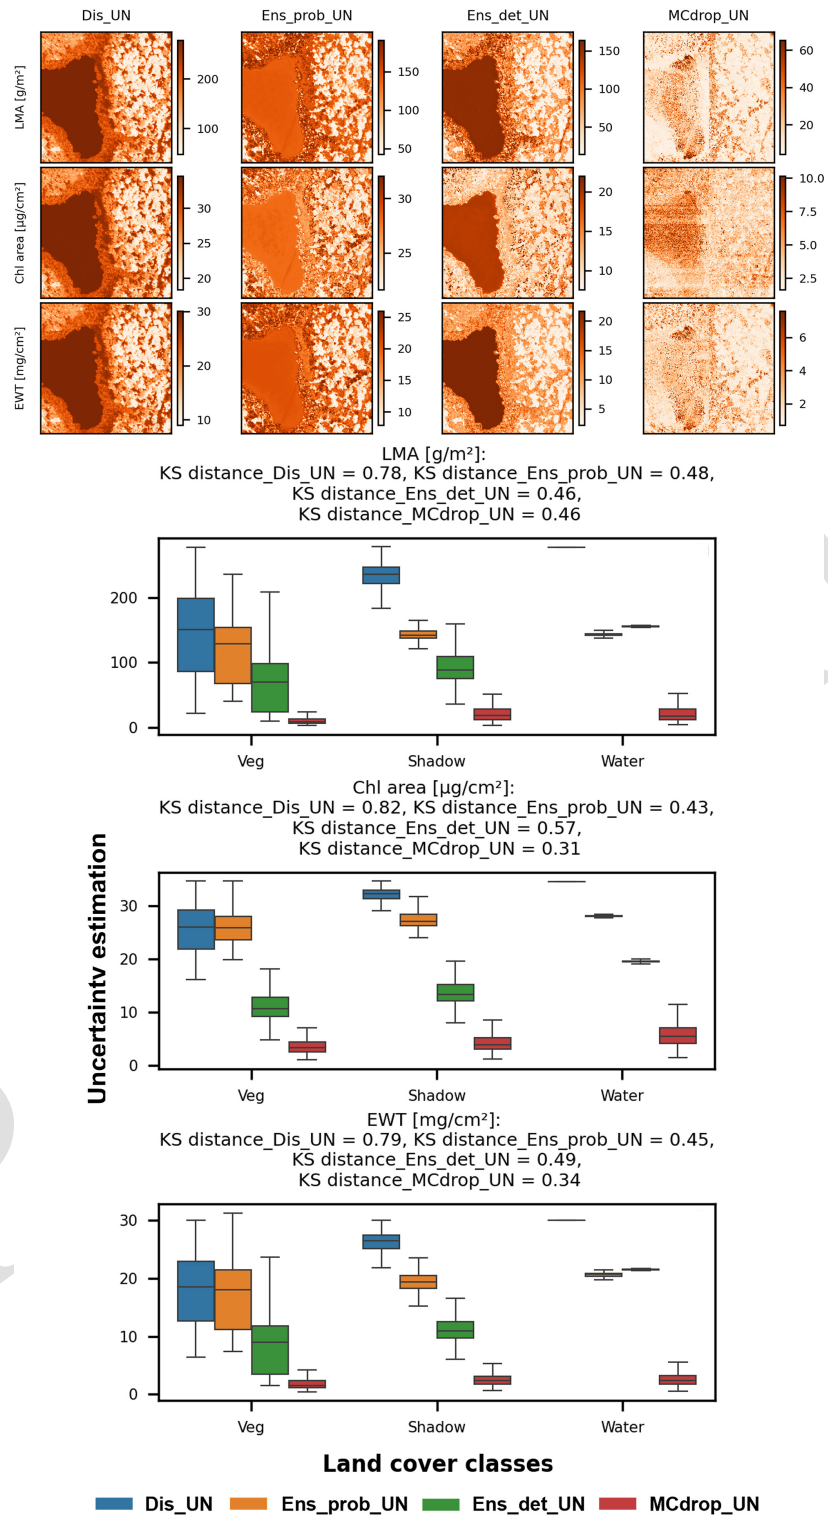 Dis_UN Ens_prob_UN Ens_det_UN MCdrop_UN
LMA [g/m²]
200
100
150
100
50
150
100
50
60
40
20
Chl area [μg/cm²]
35
30
25
20
30
25
20
15
10
10.0
7.5
5.0
2.5
EWT [mg/cm²]
30
20
10
25
20
15
10
20
15
10
5
6
4
2
LMA [g/m²]:
KS distance_Dis_UN = 0.78, KS distance_Ens_prob_UN = 0.48,
KS distance_Ens_det_UN = 0.46,
KS distance_MCdrop_UN = 0.46
200
100
0
Veg Shadow Water
Chl area [μg/cm²]:
KS distance_Dis_UN = 0.82, KS distance_Ens_prob_UN = 0.43,
KS distance_Ens_det_UN = 0.57,
KS distance_MCdrop_UN = 0.31
Uncertainty estimation
30
20
10
0
Veg Shadow Water
EWT [mg/cm²]:
KS distance_Dis_UN = 0.79, KS distance_Ens_prob_UN = 0.45,
KS distance_Ens_det_UN = 0.49,
KS distance_MCdrop_UN = 0.34
30
20
10
0
Veg Shadow Water
Land cover classes
Dis_UN Ens_prob_UN Ens_det_UN MCdrop_UN